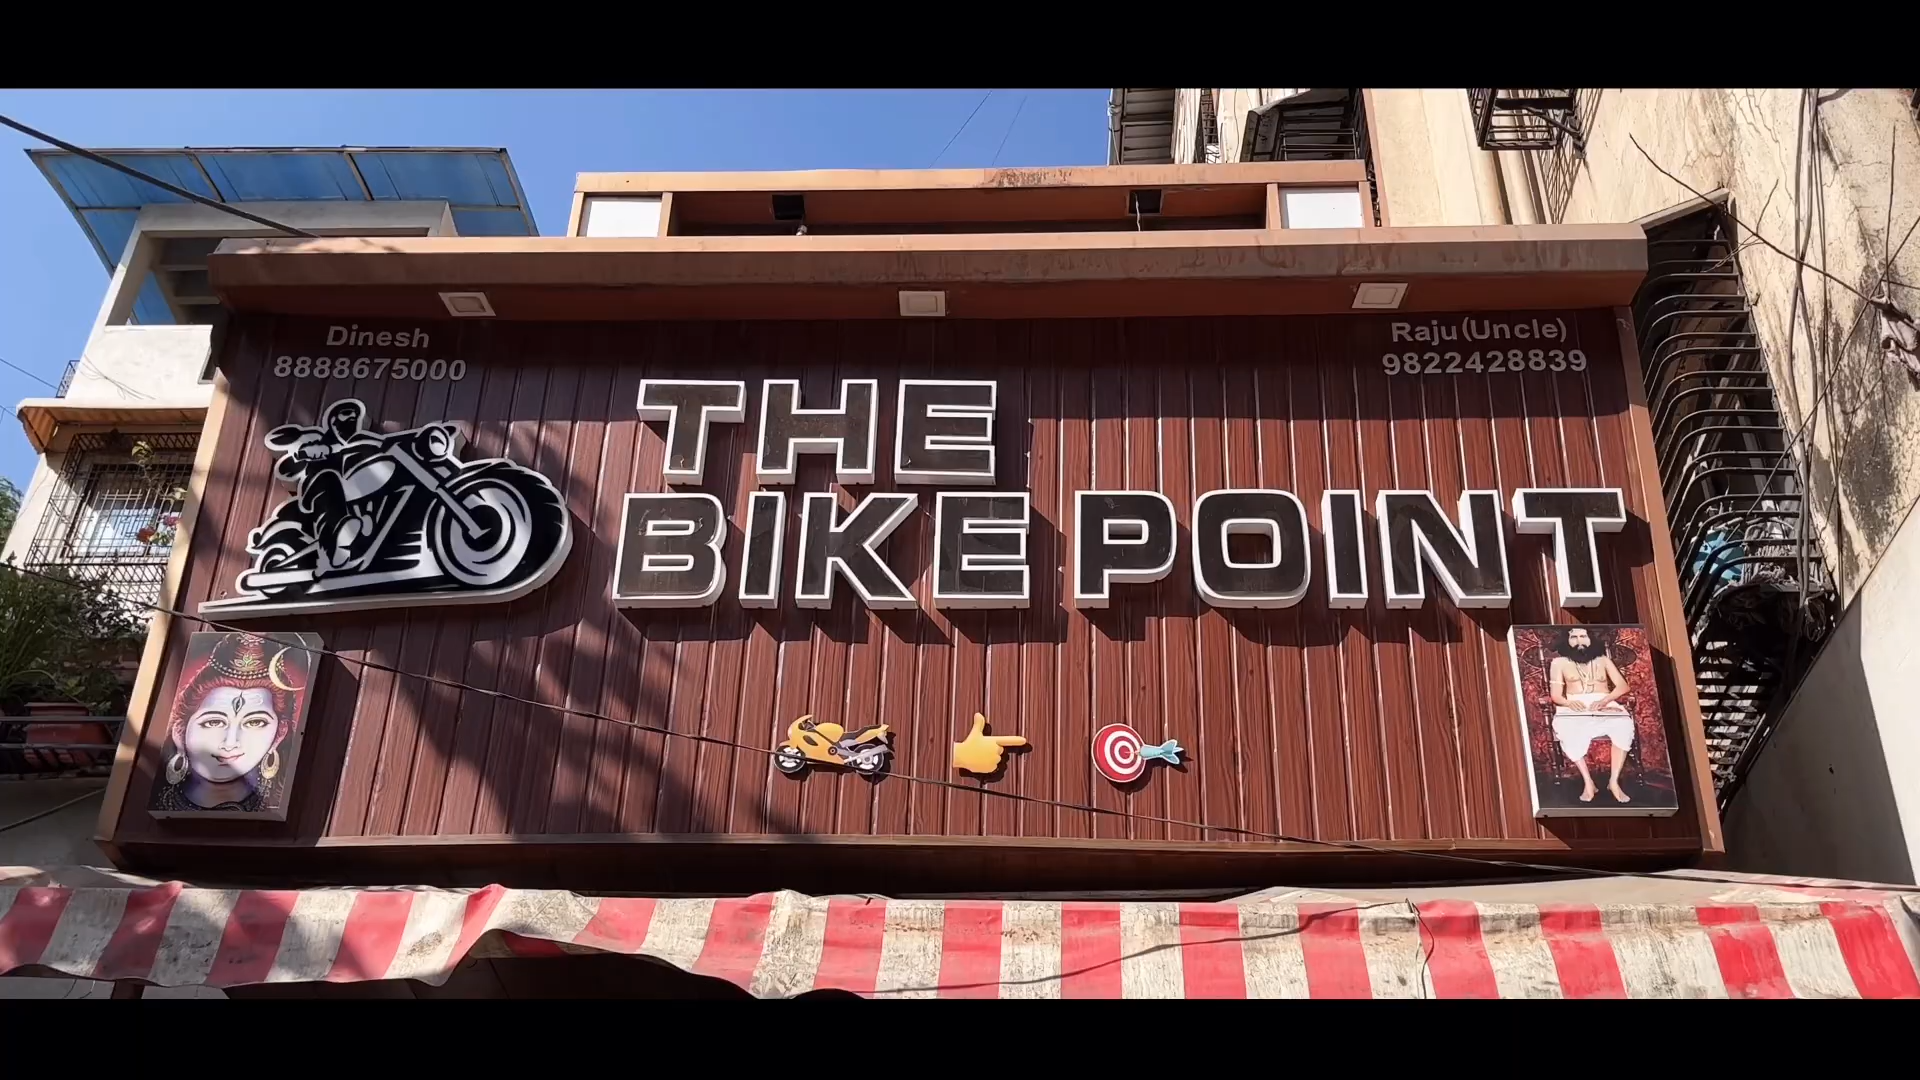 Dinesh
8888675000
Raju (Uncle)
9822428839
THE
BIKE POINT